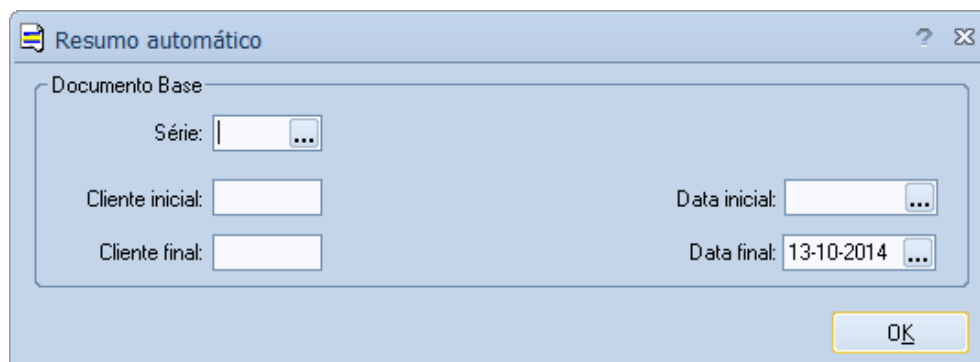 Resumo automático
Documento Base
Série: ...
Cliente inicial: Data inicial: ...
Cliente final: Data final: 13-10-2014 ...
OK